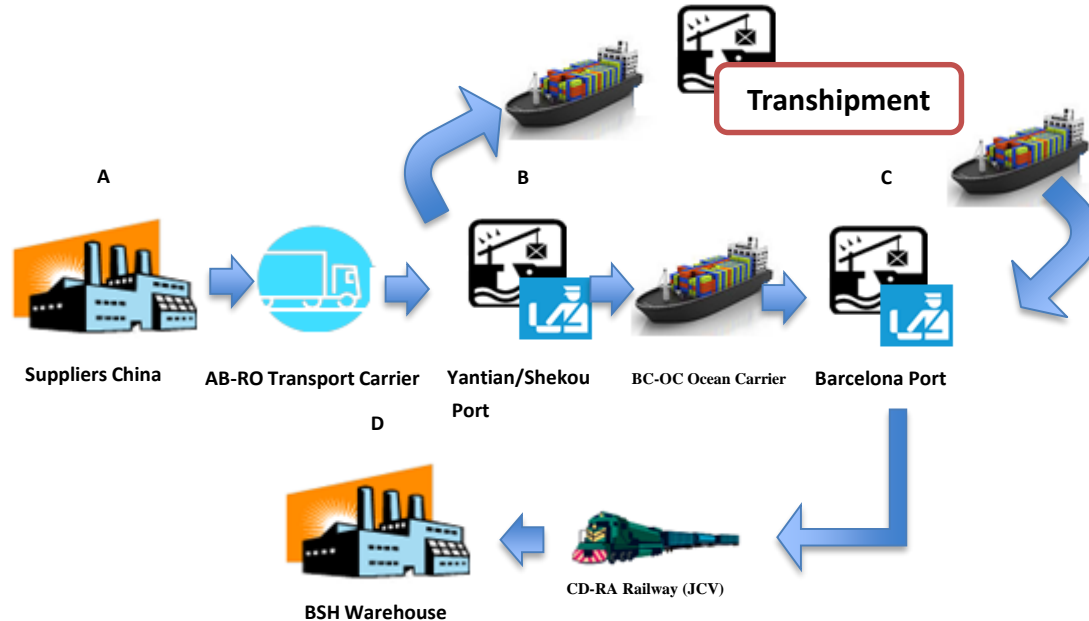 Transhipment
A
B
C
Suppliers China
AB-RO Transport Carrier
Yantian/Shekou
Port
BC-OC Ocean Carrier
Barcelona Port
D
BSH Warehouse
CD-RA Railway (JCV)